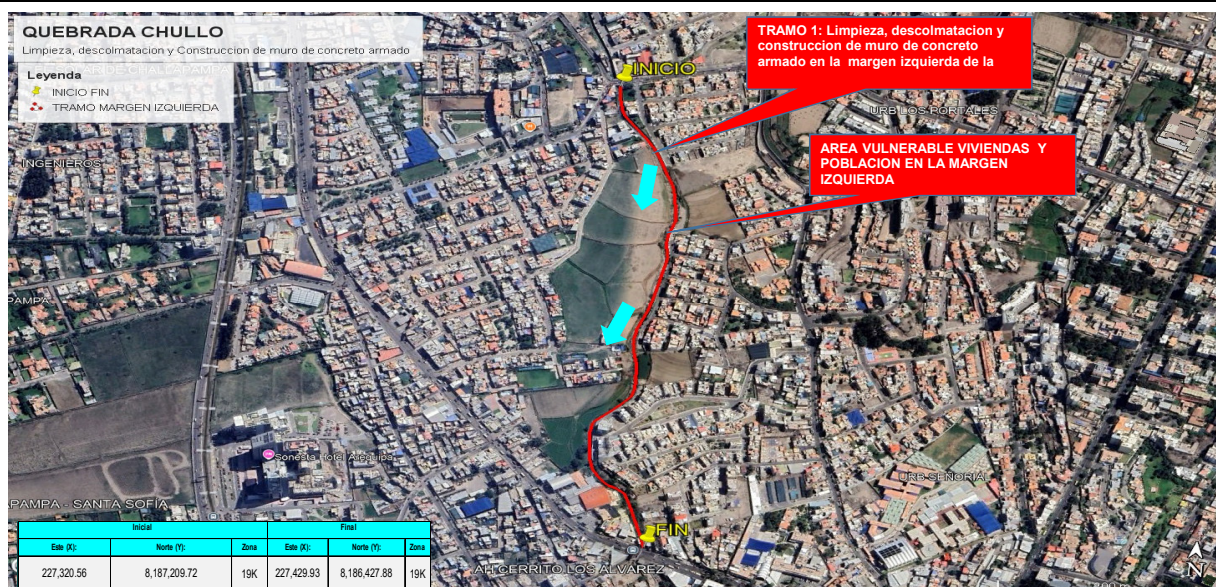 QUEBRADA CHULLO
Limpieza, descolmatacion y Construccion de muro de concreto armado
Leyenda
INICIO FIN
TRAMO MARGEN IZQUIERDA
TRAMO 1: Limpieza, descolmatacion y
construccion de muro de concreto
armado en la margen izquierda de la
INICIO
URB LOS PORTALES
AREA VULNERABLE VIVIENDAS Y
POBLACION EN LA MARGEN
IZQUIERDA
INGENIEROS
PAMPA
Sonesta Hotel Arequipa
URB SEÑORIA
PAMPA - SANTA SOFÍA
FIN
AH CERRITO LOS ÁLVAREZ
N
Inicial Final
Este (X): Norte (Y): Zona Este (X): Norte (Y): Zona
227,320.56 8,187,209.72 19K 227,429.93 8,186,427.88 19K